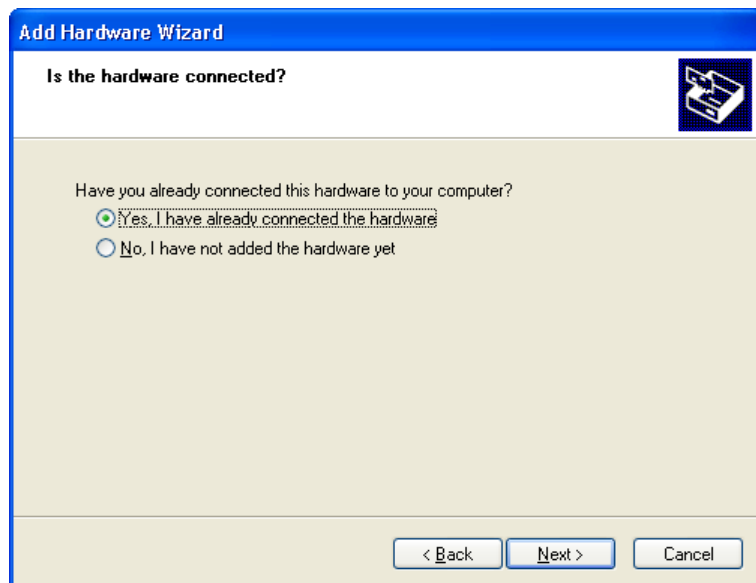 Add Hardware Wizard
Is the hardware connected?
Have you already connected this hardware to your computer?
Yes, I have already connected the hardware
No, I have not added the hardware yet
< Back
Next >
Cancel